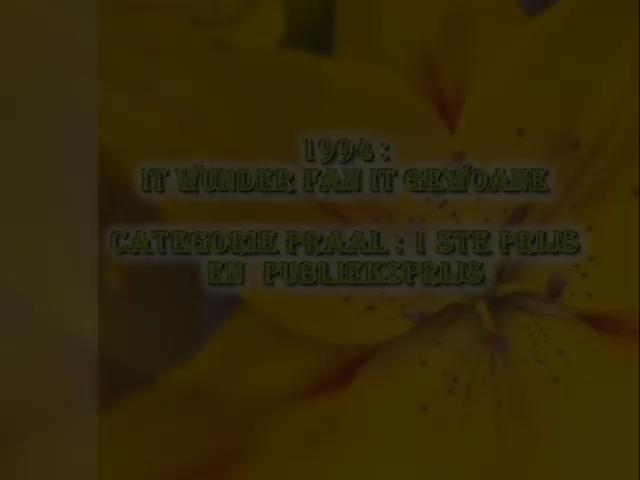 1994:
IT WUNDER FAN IT GEWOANE
CATEGORIE PRAAL: 1 STE PRIJS
EN PUBLIEKSPRIJS